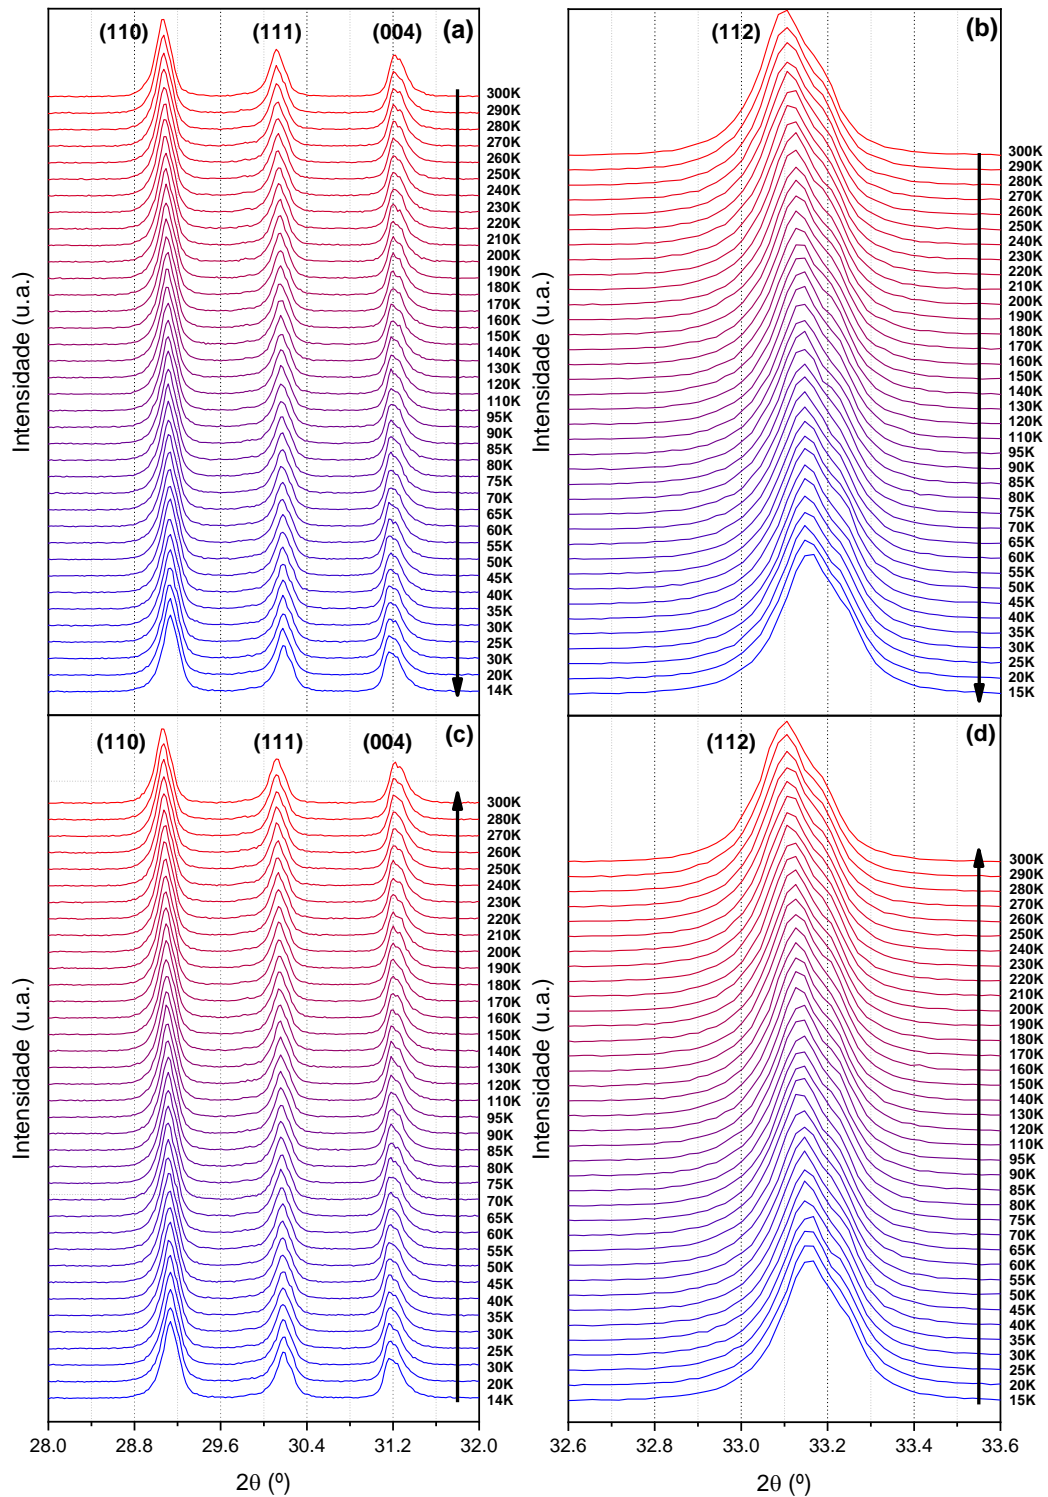 (110) (111) (004) (a)
300K
290K
280K
270K
260K
250K
240K
230K
220K
210K
200K
190K
180K
170K
160K
150K
140K
130K
120K
110K
95K
90K
85K
80K
75K
70K
65K
60K
55K
50K
45K
40K
35K
30K
25K
30K
20K
14K
Intensidade (u.a.)
(112) (b)
300K
290K
280K
270K
260K
250K
240K
230K
220K
210K
200K
190K
180K
170K
160K
150K
140K
130K
120K
110K
95K
90K
85K
80K
75K
70K
65K
60K
55K
50K
45K
40K
35K
30K
25K
20K
15K
Intensidade (u.a.)
(110) (111) (004) (c)
300K
280K
270K
260K
250K
240K
230K
220K
210K
200K
190K
180K
170K
160K
150K
140K
130K
120K
110K
95K
90K
85K
80K
75K
70K
65K
60K
55K
50K
45K
40K
35K
30K
25K
30K
20K
14K
Intensidade (u.a.)
28.0 28.8 29.6 30.4 31.2 32.0
2θ (º)
(112) (d)
300K
290K
280K
270K
260K
250K
240K
230K
220K
210K
200K
190K
180K
170K
160K
150K
140K
130K
120K
110K
95K
90K
85K
80K
75K
70K
65K
60K
55K
50K
45K
40K
35K
30K
25K
20K
15K
Intensidade (u.a.)
32.6 32.8 33.0 33.2 33.4 33.6
2θ (º)